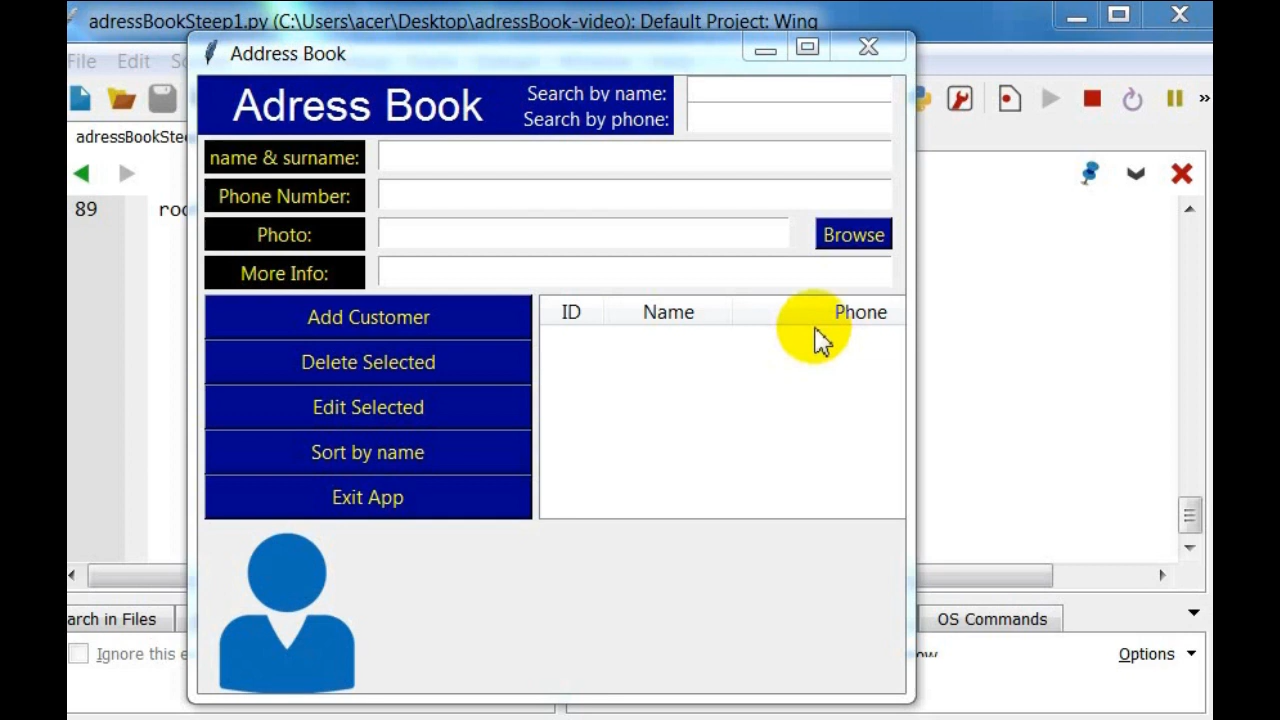 adressBookSteep1.py (C:\Users\acer\Desktop\adressBook-video): Default Project: Wing
Address Book
File Edit
Adress Book
Search by name:
Search by phone:
adressBookStee
name & surname:
Phone Number:
Photo:
Browse
More Info:
89 roo
Add Customer
Delete Selected
Edit Selected
Sort by name
Exit App
ID Name Phone
arch in Files
OS Commands
Ignore this e
Options